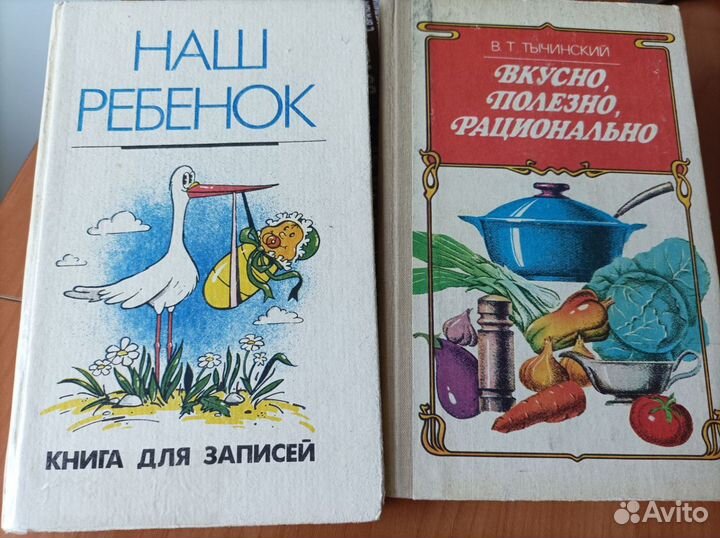 НАШ
РЕБЕНОК
КНИГА ДЛЯ ЗАПИСЕЙ
В. Т. ТЫЧИНСКИЙ
ВКУСНО,
ПОЛЕЗНО,
РАЦИОНАЛЬНО
Avito